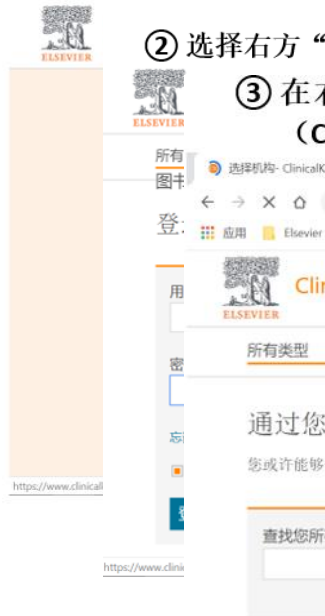 ELSEVIER
② 选择右方“
③ 在
（C
ELSEVIER
所有
图书
选择机构- ClinicalK
应用
Elsevier
登
ELSEVIER
Clin
用
所有类型
密
通过您
您或许能够
忘
查找您所
https://www.clinicalk
登
https://www.clini